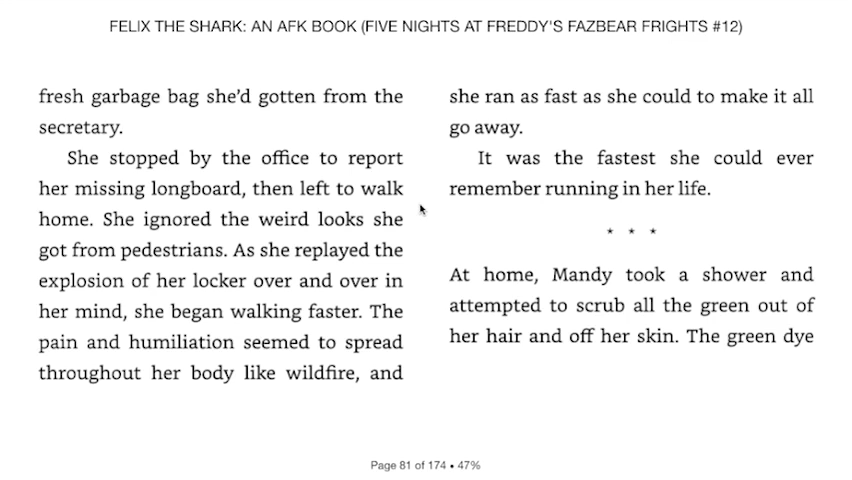 FELIX THE SHARK: AN AFK BOOK (FIVE NIGHTS AT FREDDY'S FAZBEAR FRIGHTS #12)
fresh garbage bag she’d gotten from the
secretary.
She stopped by the office to report
her missing longboard, then left to walk
home. She ignored the weird looks she
got from pedestrians. As she replayed the
explosion of her locker over and over in
her mind, she began walking faster. The
pain and humiliation seemed to spread
throughout her body like wildfire, and
she ran as fast as she could to make it all
go away.
It was the fastest she could ever
remember running in her life.
* * *
At home, Mandy took a shower and
attempted to scrub all the green out of
her hair and off her skin. The green dye
Page 81 of 174 • 47%